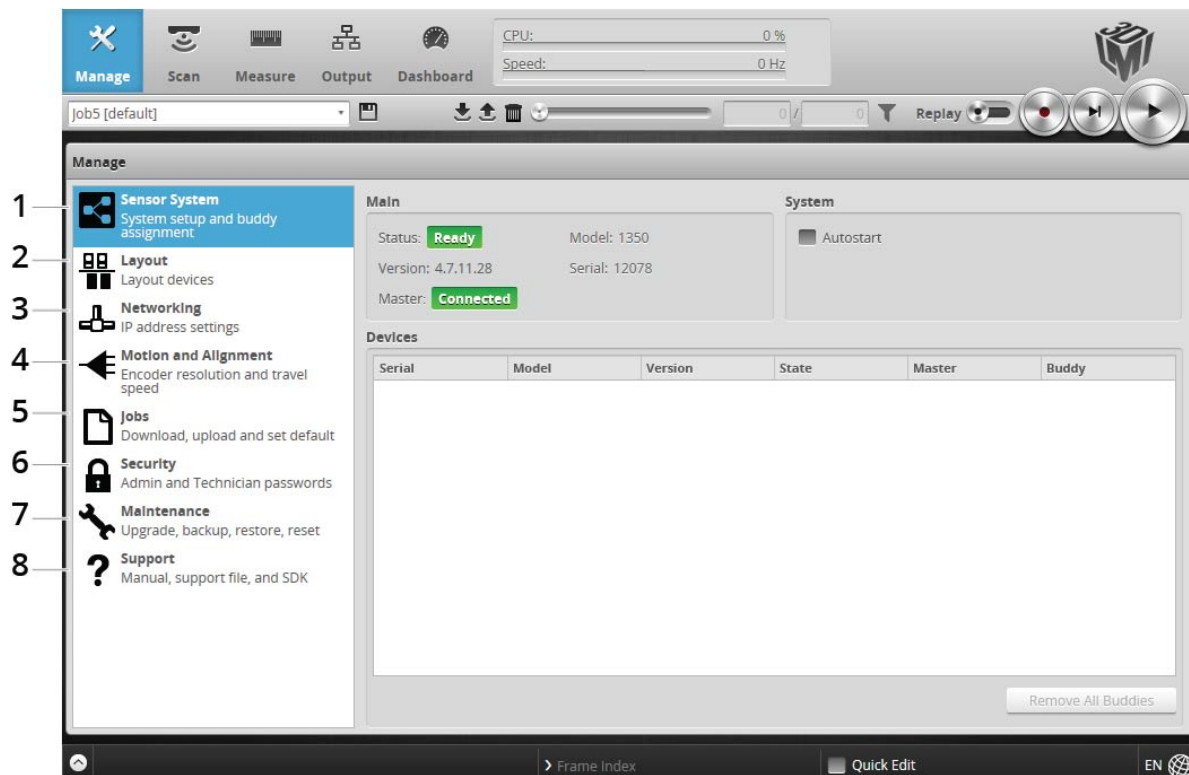 Manage
Scan
Measure
Output
Dashboard
CPU: 0 %
Speed: 0 Hz
Job5 [default]
0 / 0
Replay
Manage
1
Sensor System
System setup and buddy
assignment
2
Layout
Layout devices
3
Networking
IP address settings
4
Motion and Alignment
Encoder resolution and travel
speed
5
Jobs
Download, upload and set default
6
Security
Admin and Technician passwords
7
Maintenance
Upgrade, backup, restore, reset
8
Support
Manual, support file, and SDK
Main
Status: Ready Model: 1350
Version: 4.7.11.28 Serial: 12078
Master: Connected
System
Autostart
Devices
Serial Model Version State Master Buddy
Remove All Buddies
Frame Index
Quick Edit
EN